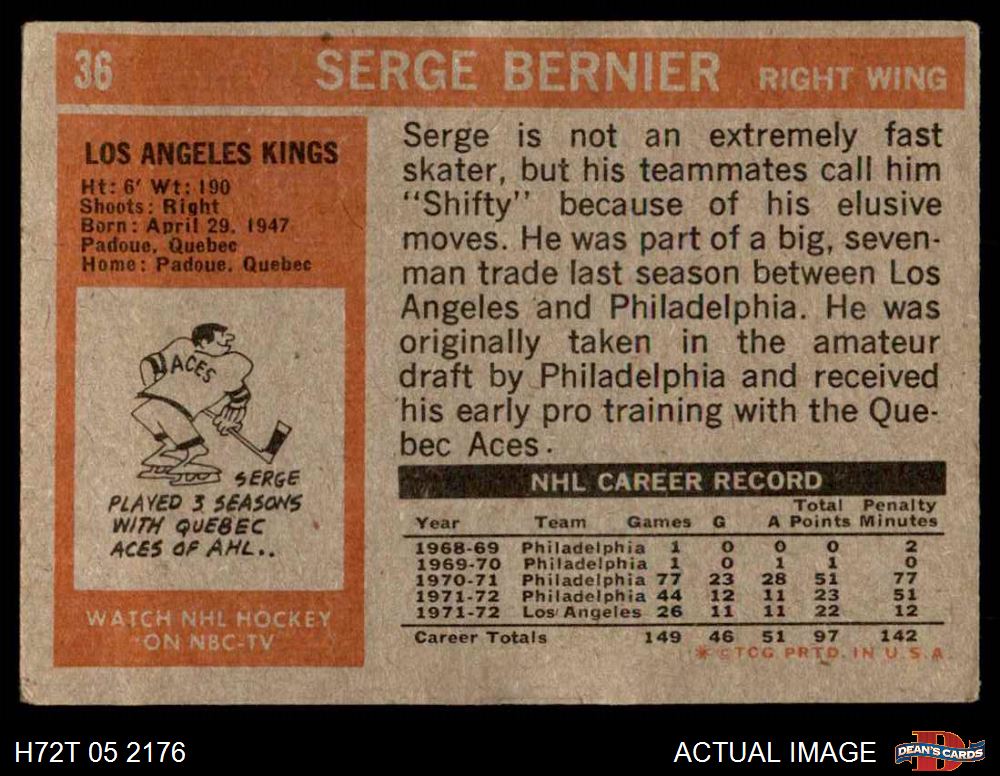 36 SERGE BERNIER RIGHT WING
LOS ANGELES KINGS
Ht: 6' Wt: 190
Shoots: Right
Born: April 29, 1947
Padoue, Quebec
Home: Padoue, Quebec
ACES
SERGE
PLAYED 3 SEASONS
WITH QUEBEC
ACES OF AHL..
WATCH NHL HOCKEY
ON NBC-TV
Serge is not an extremely fast
skater, but his teammates call him
"Shifty" because of his elusive
moves. He was part of a big, seven-
man trade last season between Los
Angeles and Philadelphia. He was
originally taken in the amateur
draft by Philadelphia and received
his early pro training with the Que-
bec Aces.
NHL CAREER RECORD
Total Penalty
Year Team Games G A Points Minutes
1968-69 Philadelphia 1 0 0 0 2
1969-70 Philadelphia 1 0 1 1 0
1970-71 Philadelphia 77 23 28 51 77
1971-72 Philadelphia 44 12 11 23 51
1971-72 Los Angeles 26 11 11 22 12
Career Totals 149 46 51 97 142
* © T.C.G. PRTD. IN U.S.A.
H72T 05 2176 ACTUAL IMAGE DEAN'S CARDS